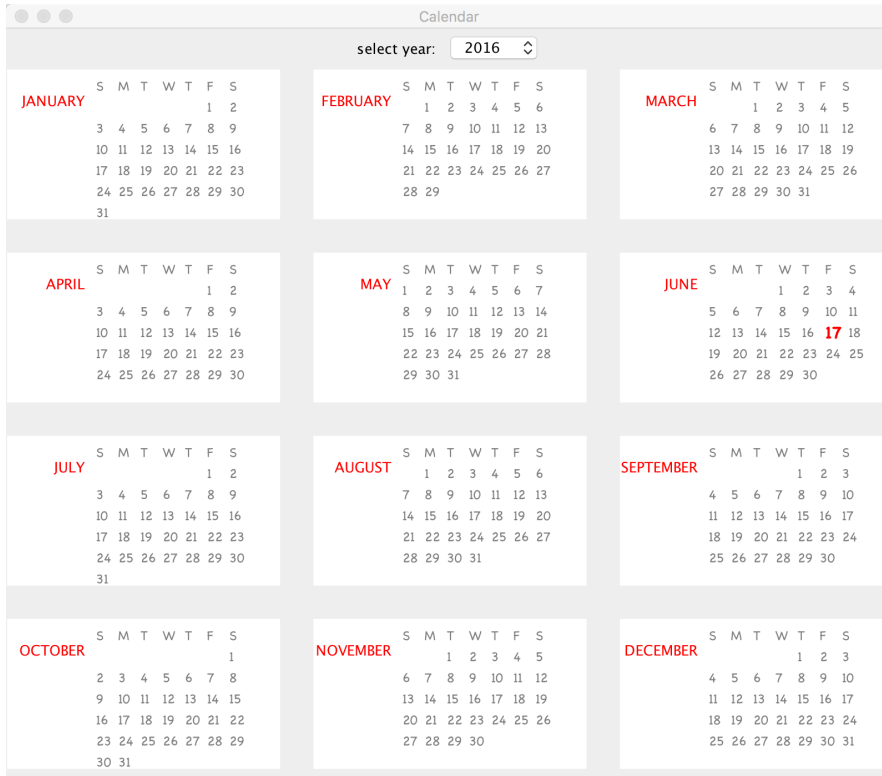 Calendar
select year: 2016
JANUARY
S M T W T F S
1 2
3 4 5 6 7 8 9
10 11 12 13 14 15 16
17 18 19 20 21 22 23
24 25 26 27 28 29 30
31
FEBRUARY
S M T W T F S
1 2 3 4 5 6
7 8 9 10 11 12 13
14 15 16 17 18 19 20
21 22 23 24 25 26 27
28 29
MARCH
S M T W T F S
1 2 3 4 5
6 7 8 9 10 11 12
13 14 15 16 17 18 19
20 21 22 23 24 25 26
27 28 29 30 31
APRIL
S M T W T F S
1 2
3 4 5 6 7 8 9
10 11 12 13 14 15 16
17 18 19 20 21 22 23
24 25 26 27 28 29 30
MAY
S M T W T F S
1 2 3 4 5 6 7
8 9 10 11 12 13 14
15 16 17 18 19 20 21
22 23 24 25 26 27 28
29 30 31
JUNE
S M T W T F S
1 2 3 4
5 6 7 8 9 10 11
12 13 14 15 16 17 18
19 20 21 22 23 24 25
26 27 28 29 30
JULY
S M T W T F S
1 2
3 4 5 6 7 8 9
10 11 12 13 14 15 16
17 18 19 20 21 22 23
24 25 26 27 28 29 30
31
AUGUST
S M T W T F S
1 2 3 4 5 6
7 8 9 10 11 12 13
14 15 16 17 18 19 20
21 22 23 24 25 26 27
28 29 30 31
SEPTEMBER
S M T W T F S
1 2 3
4 5 6 7 8 9 10
11 12 13 14 15 16 17
18 19 20 21 22 23 24
25 26 27 28 29 30
OCTOBER
S M T W T F S
1
2 3 4 5 6 7 8
9 10 11 12 13 14 15
16 17 18 19 20 21 22
23 24 25 26 27 28 29
30 31
NOVEMBER
S M T W T F S
1 2 3 4 5
6 7 8 9 10 11 12
13 14 15 16 17 18 19
20 21 22 23 24 25 26
27 28 29 30
DECEMBER
S M T W T F S
1 2 3
4 5 6 7 8 9 10
11 12 13 14 15 16 17
18 19 20 21 22 23 24
25 26 27 28 29 30 31